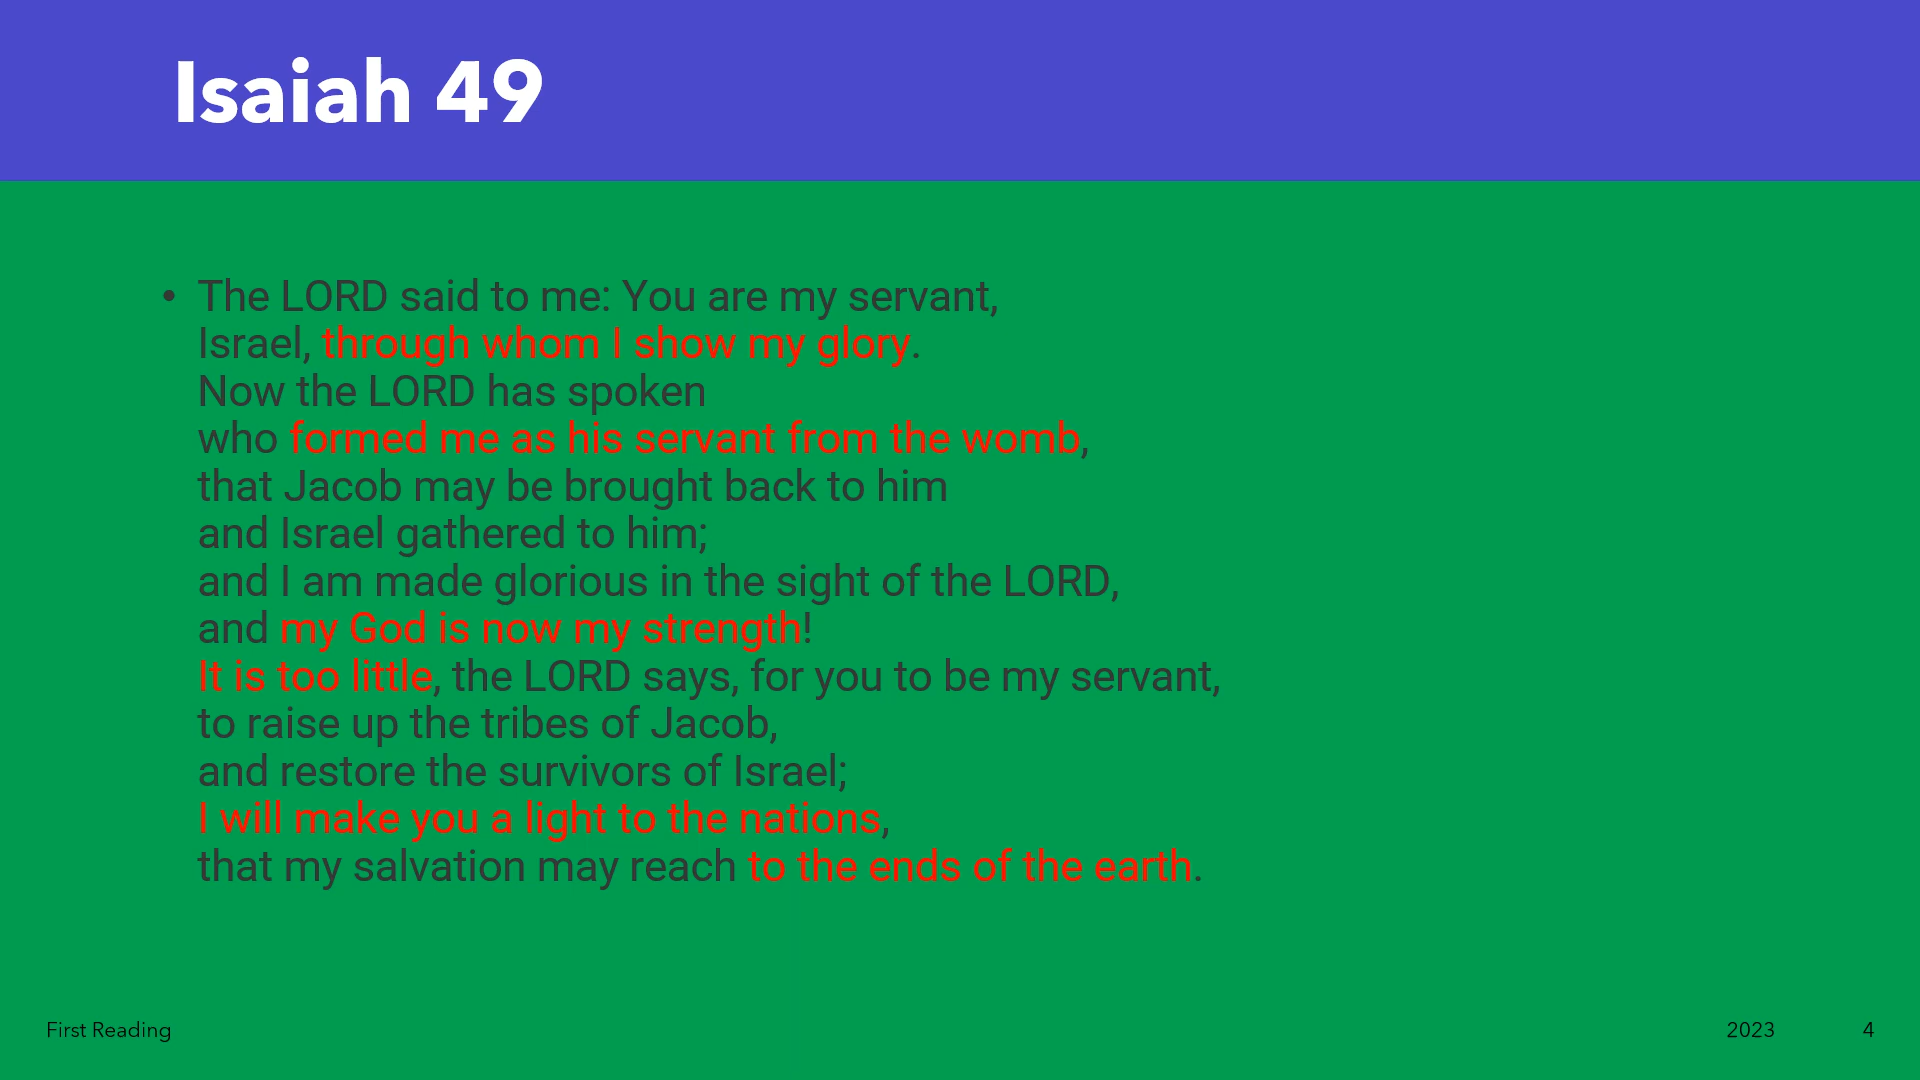 Isaiah 49
• The LORD said to me: You are my servant,
Israel, through whom I show my glory.
Now the LORD has spoken
who formed me as his servant from the womb,
that Jacob may be brought back to him
and Israel gathered to him;
and I am made glorious in the sight of the LORD,
and my God is now my strength!
It is too little, the LORD says, for you to be my servant,
to raise up the tribes of Jacob,
and restore the survivors of Israel;
I will make you a light to the nations,
that my salvation may reach to the ends of the earth.
First Reading
2023
4